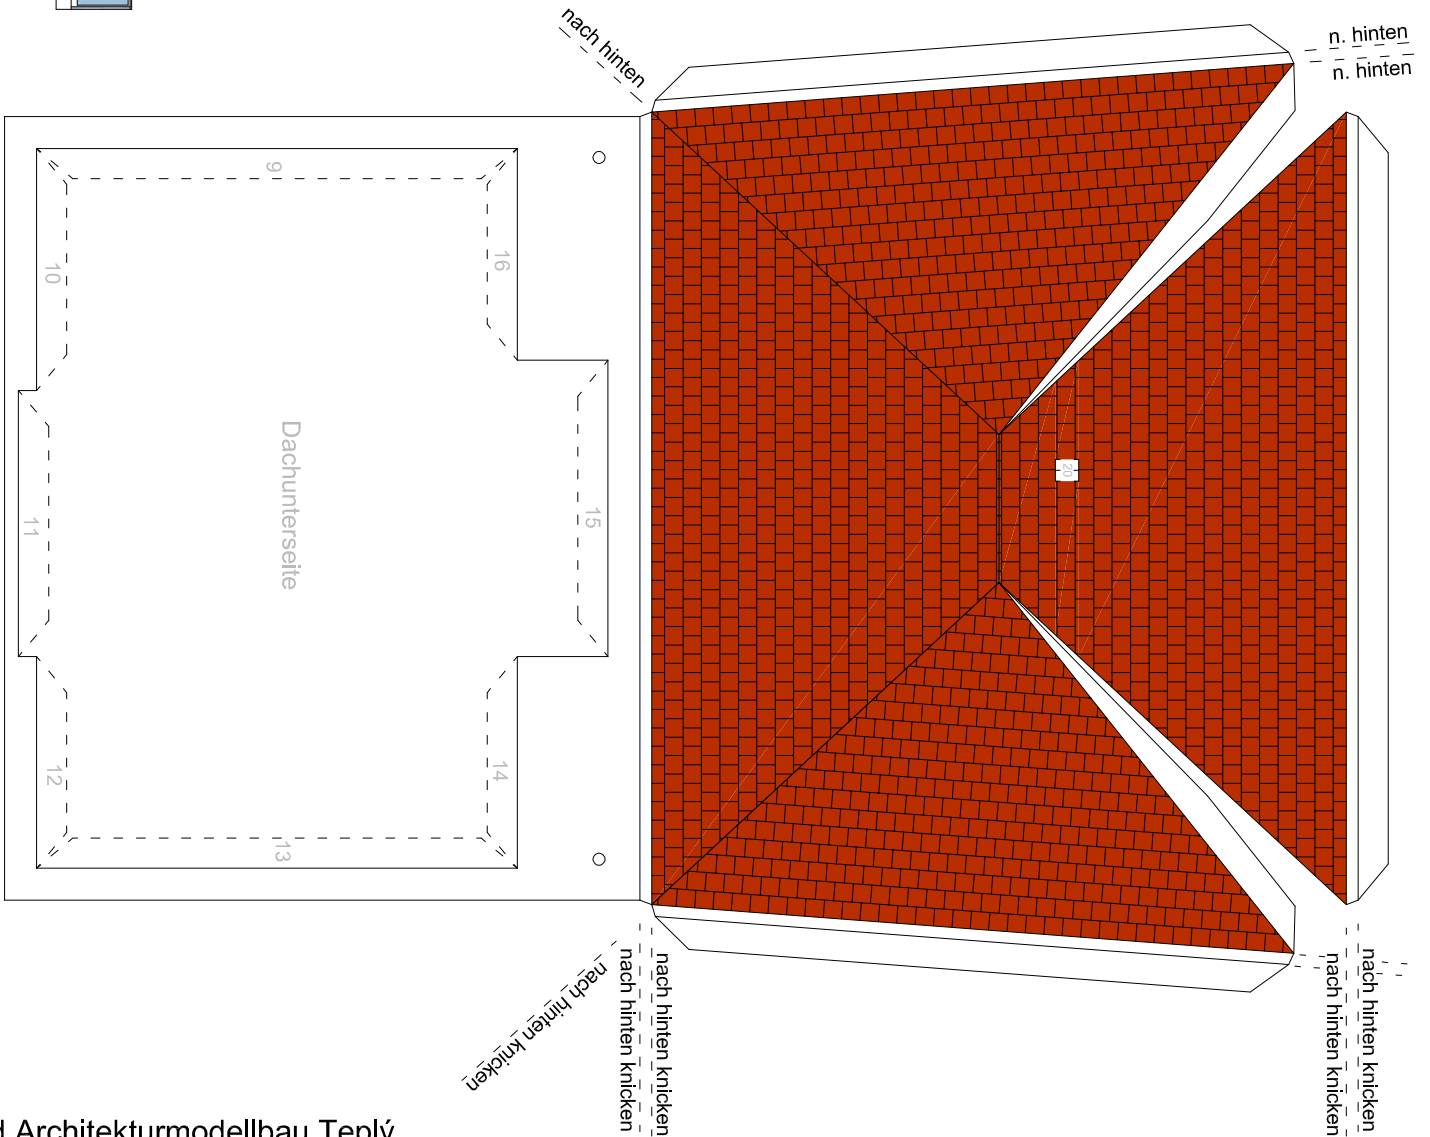 nach hinten
n. hinten
n. hinten
9
10
16
11
Dachunterseite
15
20
12
14
13
nach hinten knicken
nach hinten knicken
nach hinten knicken
nach hinten knicken
nach hinten knicken
Architekturmodellbau Teplý